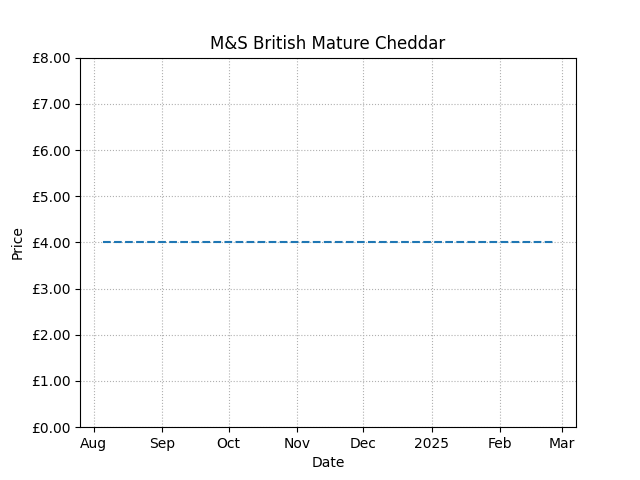 M&S British Mature Cheddar
£8.00
£7.00
£6.00
£5.00
£4.00
£3.00
£2.00
£1.00
£0.00
Price
Aug Sep Oct Nov Dec 2025 Feb Mar
Date